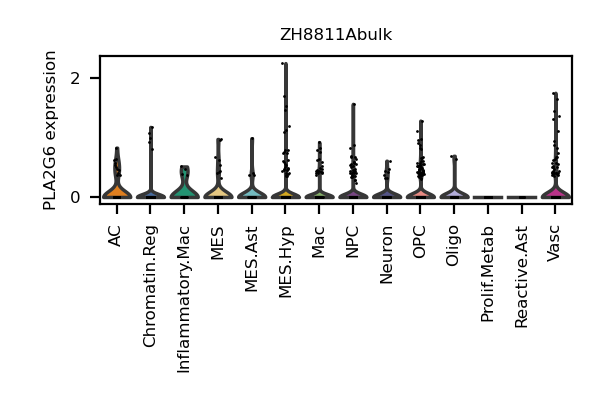 ZH8811Abulk
PLA2G6 expression
2
0
AC
Chromatin.Reg
Inflammatory.Mac
MES
MES.Ast
MES.Hyp
Mac
NPC
Neuron
OPC
Oligo
Prolif.Metab
Reactive.Ast
Vasc